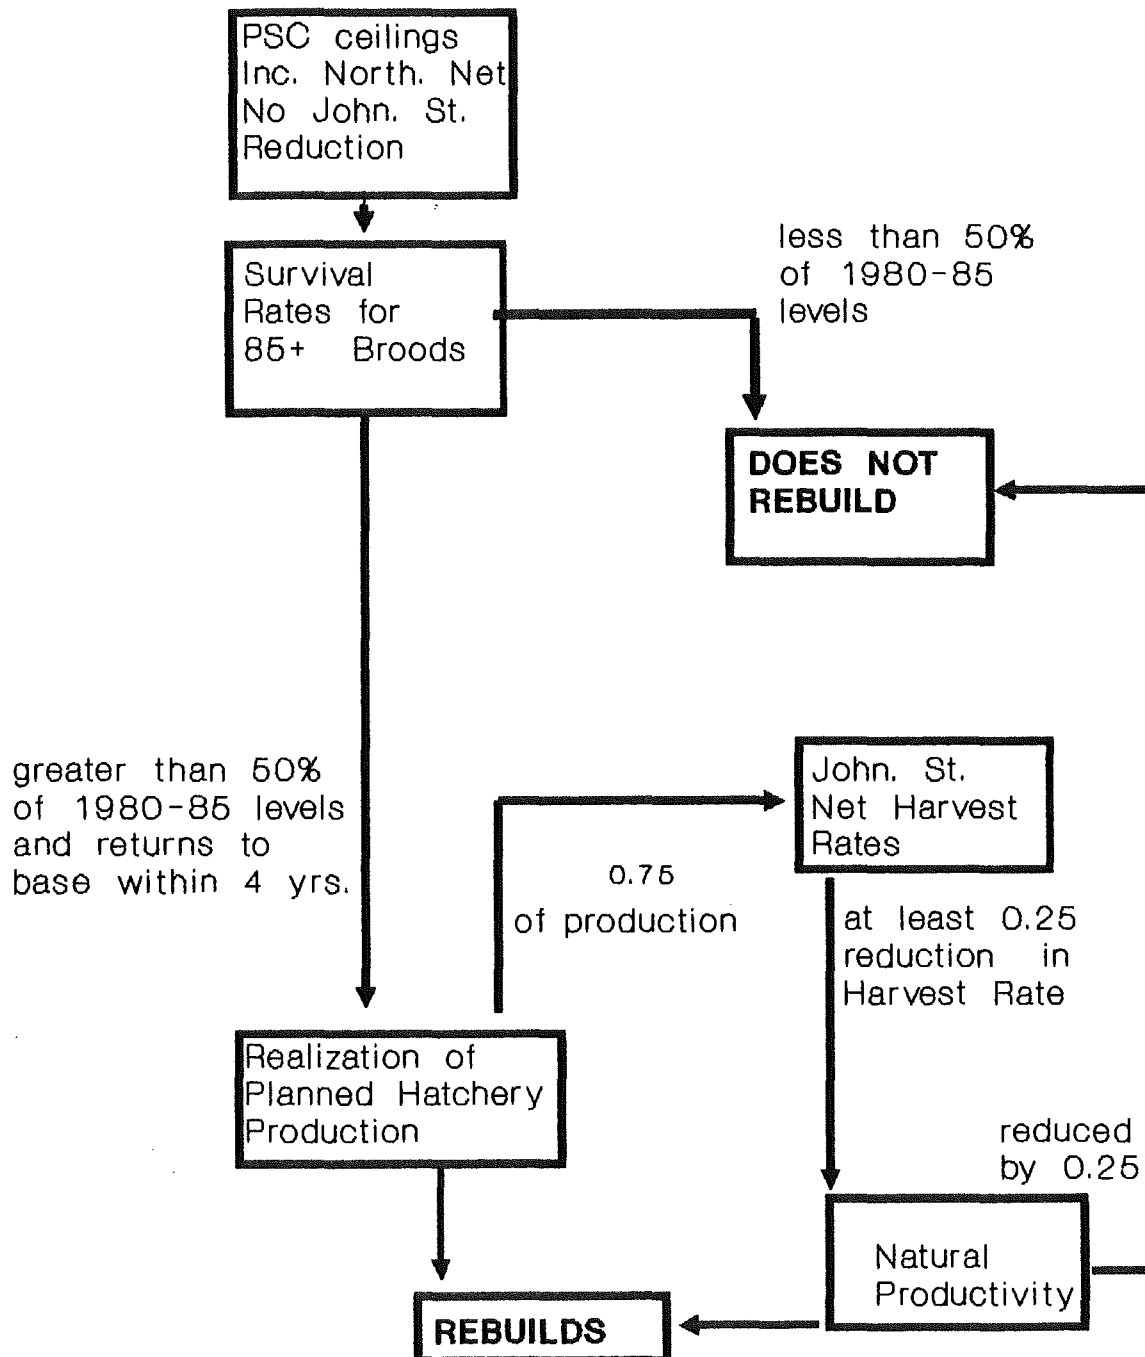 PSC ceilings
Inc. North. Net
No John. St.
Reduction
Survival
Rates for
85+ Broods
less than 50%
of 1980-85
levels
DOES NOT
REBUILD
greater than 50%
of 1980-85 levels
and returns to
base within 4 yrs.
0.75
of production
John. St.
Net Harvest
Rates
at least 0.25
reduction in
Harvest Rate
Realization of
Planned Hatchery
Production
reduced
by 0.25
Natural
Productivity
REBUILDS